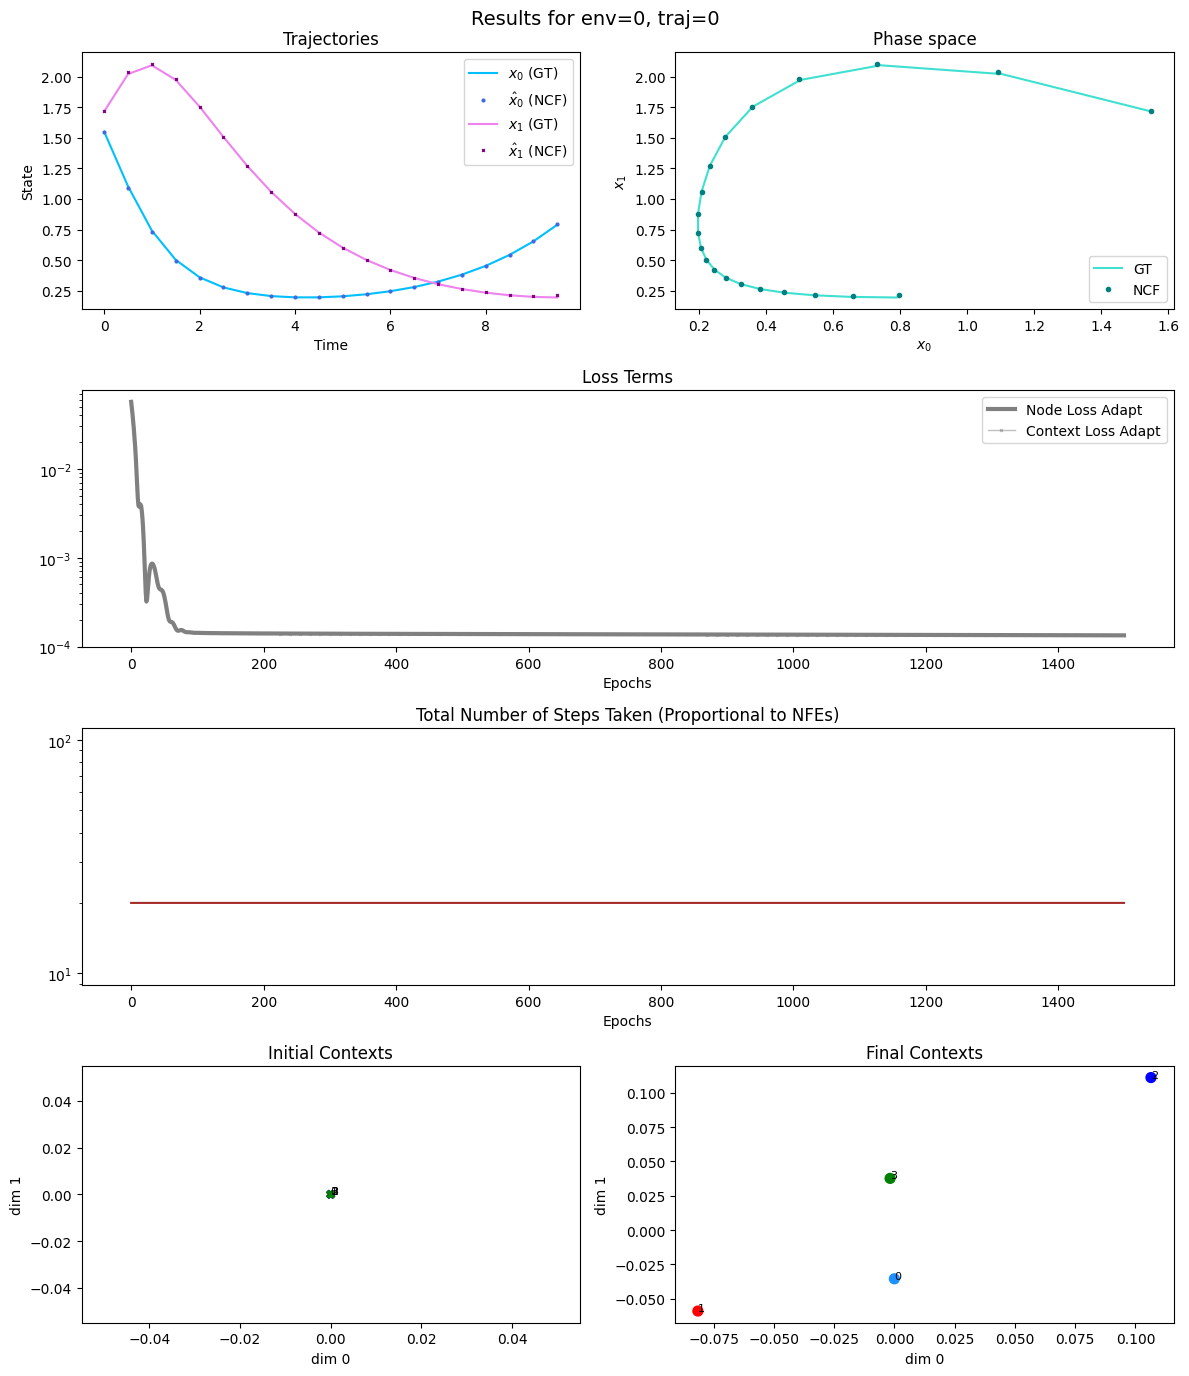 Results for env=0, traj=0
Trajectories
2.00
1.75
1.50
1.25
1.00
0.75
0.50
0.25
State
x₀ (GT)
x̂₀ (NCF)
x₁ (GT)
x̂₁ (NCF)
0 2 4 6 8
Time
Phase space
2.00
1.75
1.50
1.25
1.00
0.75
0.50
0.25
x₁
GT
NCF
0.2 0.4 0.6 0.8 1.0 1.2 1.4 1.6
x₀
Loss Terms
10⁻²
10⁻³
10⁻⁴
Node Loss Adapt
Context Loss Adapt
0 200 400 600 800 1000 1200 1400
Epochs
Total Number of Steps Taken (Proportional to NFEs)
10²
10¹
0 200 400 600 800 1000 1200 1400
Epochs
Initial Contexts
0.04
0.02
0.00
−0.02
−0.04
dim 1
−0.04 −0.02 0.00 0.02 0.04
dim 0
Final Contexts
0.100
0.075
0.050
0.025
0.000
−0.025
−0.050
dim 1
2
3
0
1
−0.075 −0.050 −0.025 0.000 0.025 0.050 0.075 0.100
dim 0